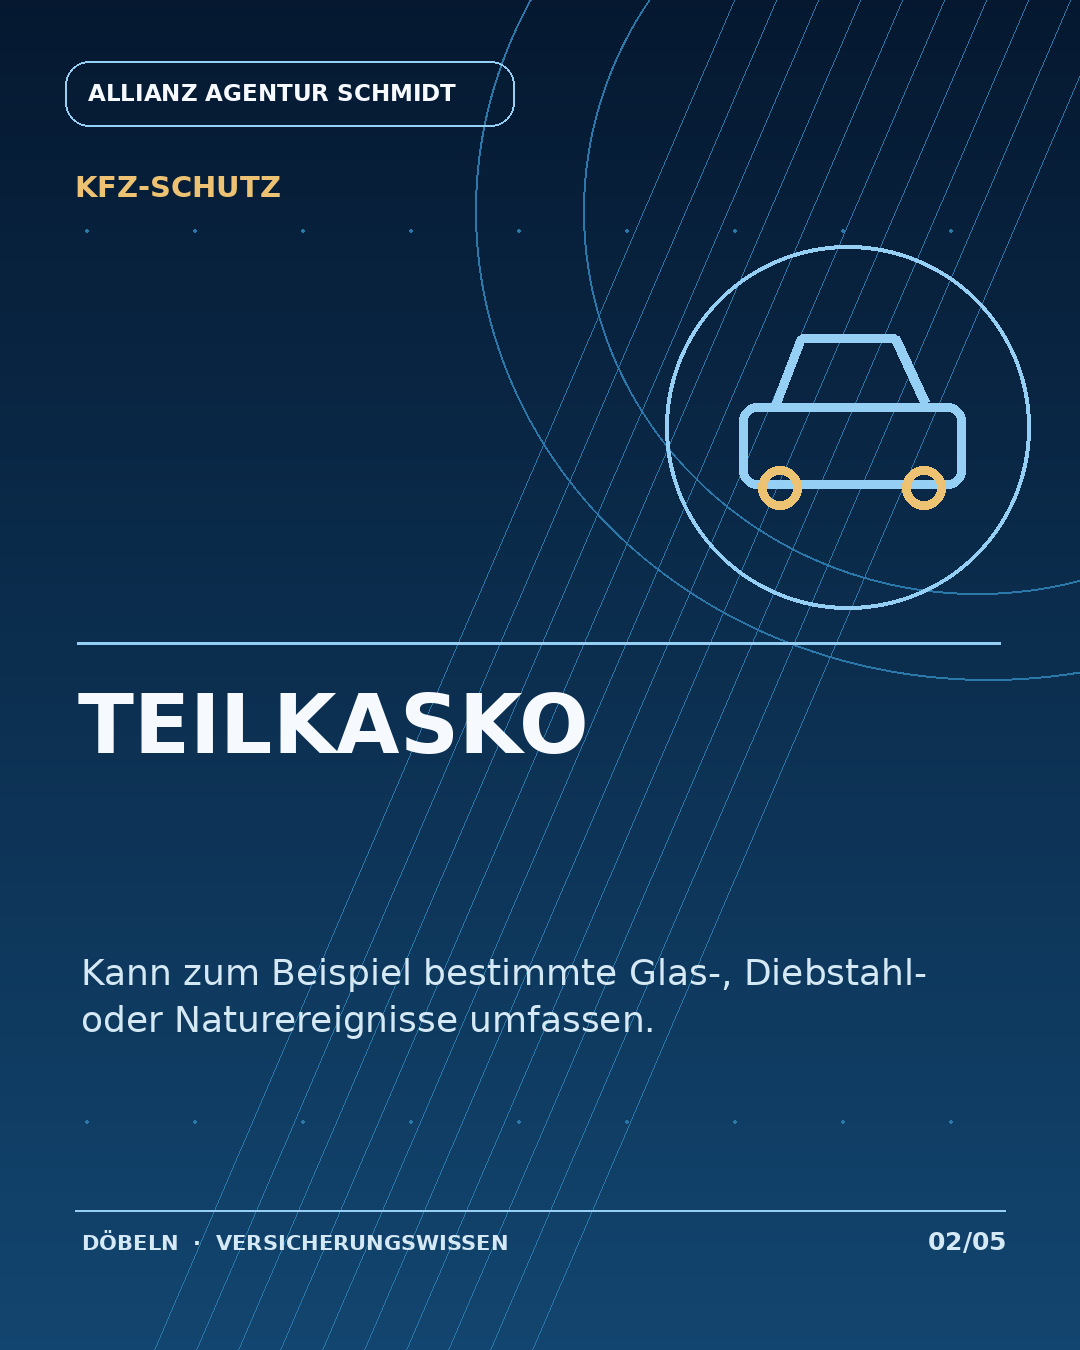 ALLIANZ AGENTUR SCHMIDT
KFZ-SCHUTZ
TEILKASKO
Kann zum Beispiel bestimmte Glas-, Diebstahl-
oder Naturereignisse umfassen.
DÖBELN · VERSICHERUNGSWISSEN
02/05